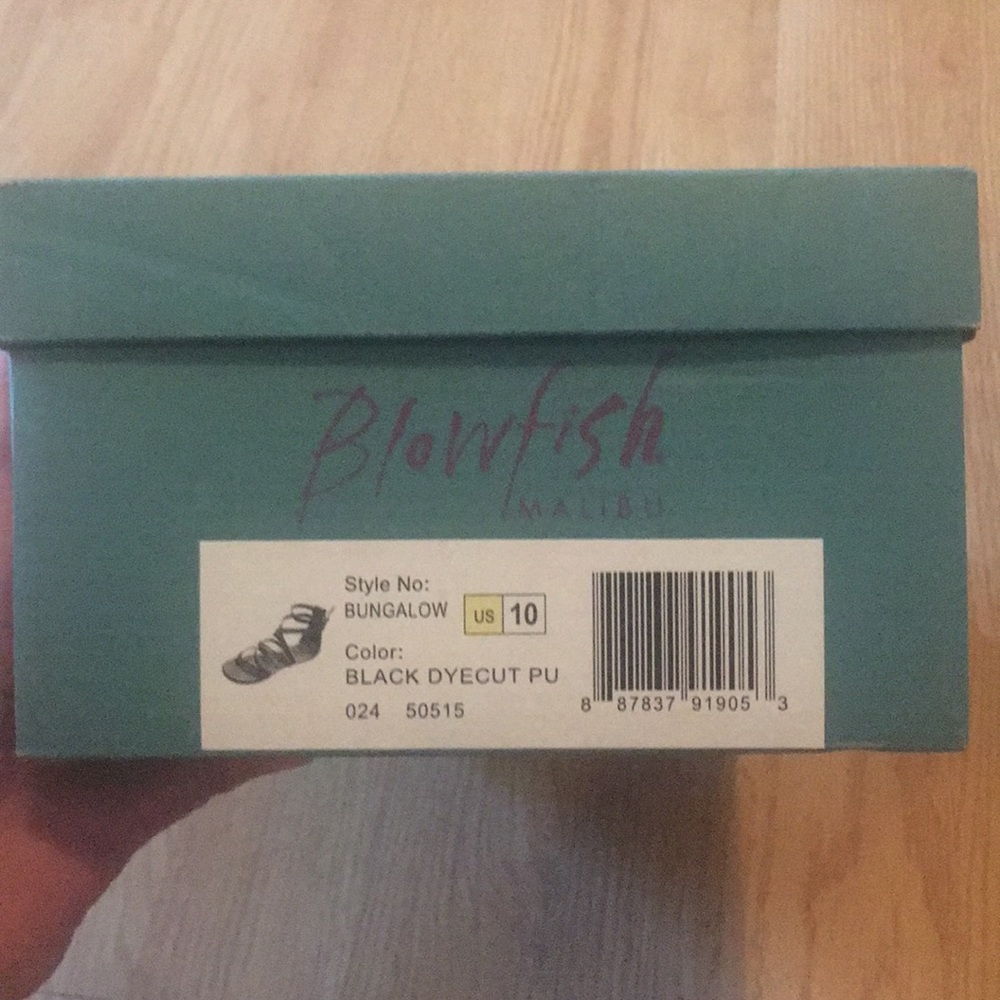 Blowfish
MALIBU
Style No:
BUNGALOW
US 10
Color:
BLACK DYECUT PU
024 50515
8 87837 91905 3